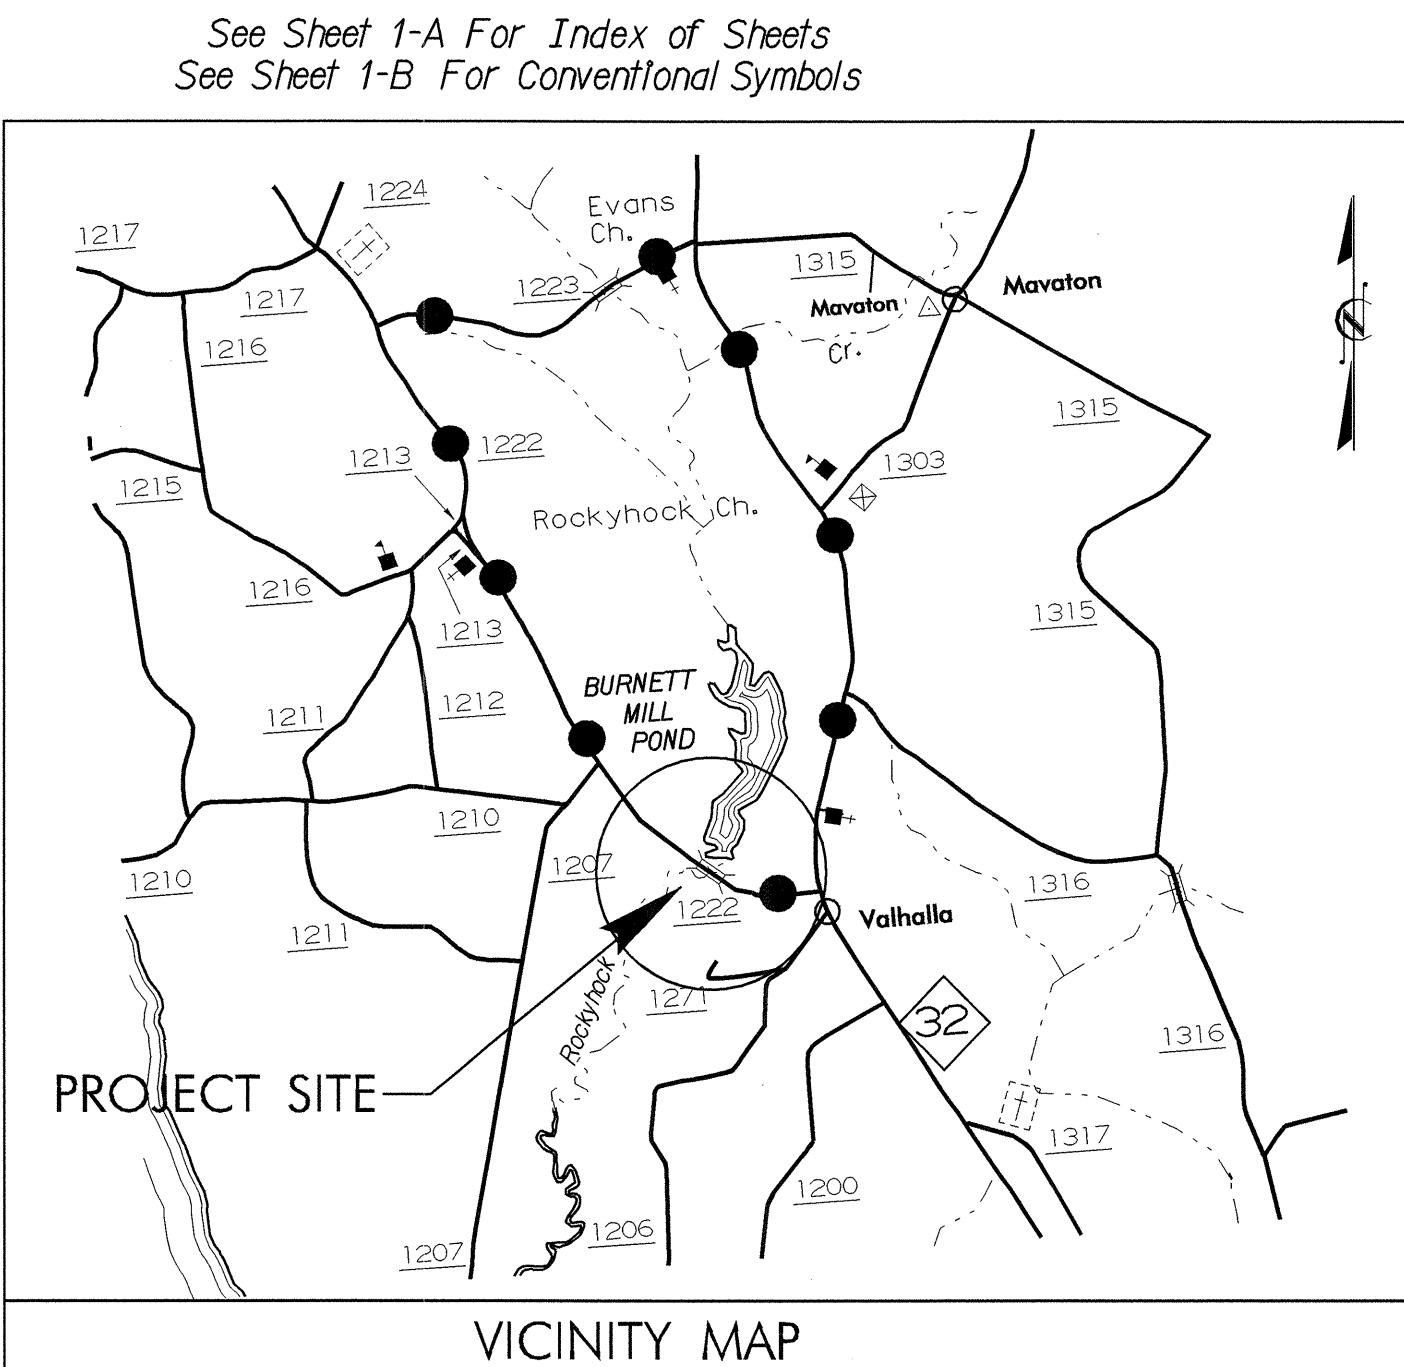 See Sheet 1-A For Index of Sheets
See Sheet 1-B For Conventional Symbols
1224
1217
Evans
Ch.
1223
1315
Mavaton
Mavaton
1217
1216
Cr.
1315
1213
1222
1303
1215
Rockyhock Ch.
1216
1213
1315
BURNETT
MILL
POND
1211
1212
1210
1207
1210
1316
1222
Valhalla
1211
1271
Rockyhock
32
1316
PROJECT SITE
1317
1200
1206
1207
VICINITY MAP